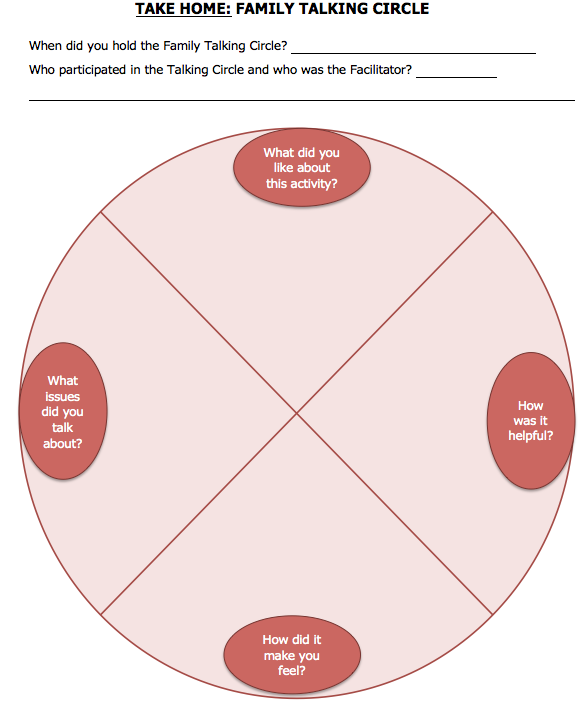 TAKE HOME: FAMILY TALKING CIRCLE
When did you hold the Family Talking Circle?
Who participated in the Talking Circle and who was the Facilitator?
What did you
like about
this activity?
What
issues
did you
talk
about?
How
was it
helpful?
How did it
make you
feel?